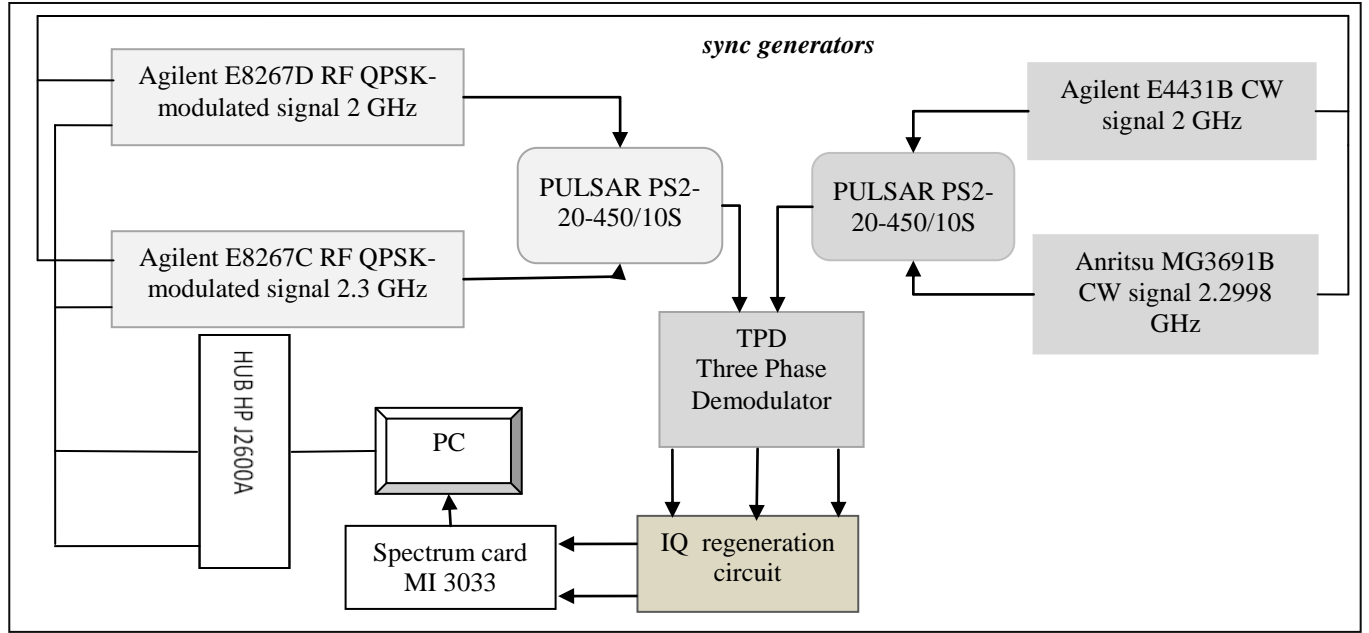 sync generators
Agilent E8267D RF QPSK-
modulated signal 2 GHz
Agilent E4431B CW
signal 2 GHz
PULSAR PS2-
20-450/10S
PULSAR PS2-
20-450/10S
Agilent E8267C RF QPSK-
modulated signal 2.3 GHz
Anritsu MG3691B
CW signal 2.2998
GHz
TPD
Three Phase
Demodulator
HUB HP J2600A
PC
Spectrum card
MI 3033
IQ regeneration
circuit